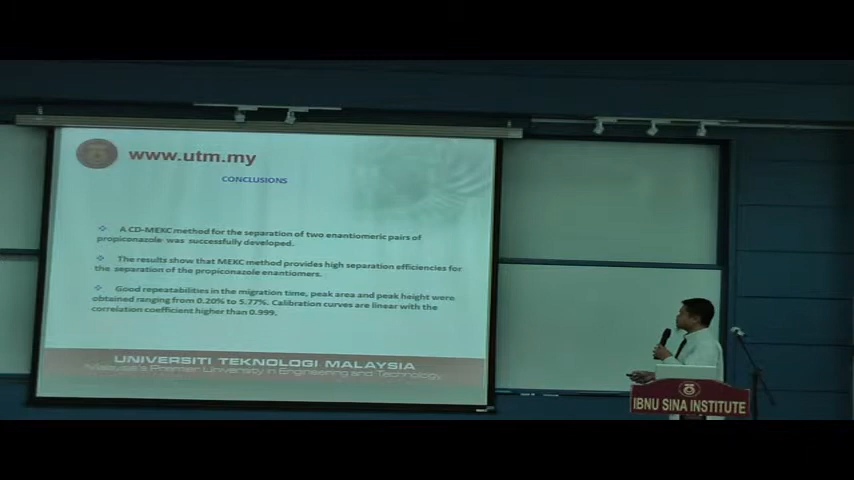 www.utm.my
CONCLUSIONS
A CD-MEKC method for the separation of two enantiomeric pairs of
propiconazole was successfully developed.
The results show that MEKC method provides high separation efficiencies for
the separation of the propiconazole enantiomers.
Good repeatabilities in the migration time, peak area and peak height were
obtained ranging from 0.20% to 5.77%. Calibration curves are linear with the
correlation coefficient higher than 0.999.
UNIVERSITI TEKNOLOGI MALAYSIA
Malaysia's Premier University in Engineering and Technology
IBNU SINA INSTITUTE